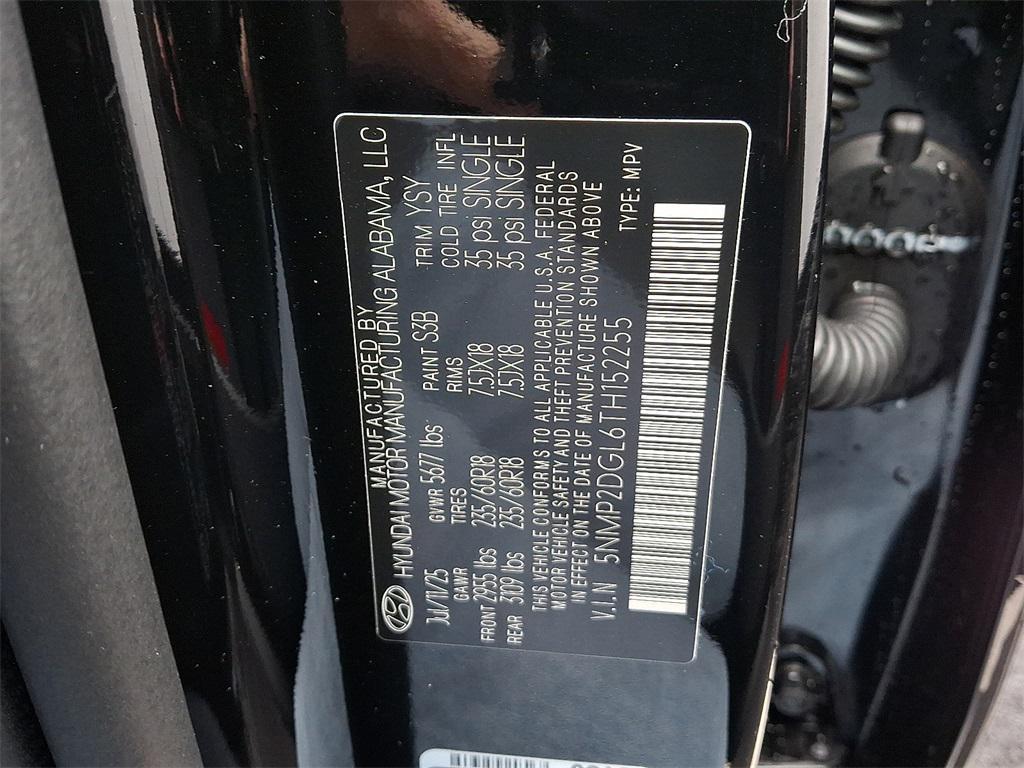 MANUFACTURED BY
HYUNDAI MOTOR MANUFACTURING ALABAMA, LLC
JUL/11/25 GVWR 5677 lbs PAINT S3B TRIM YSY
GAWR TIRES RIMS COLD TIRE INFL
FRONT 2955 lbs 235/60R18 7.5JX18 35 psi SINGLE
REAR 3109 lbs 235/60R18 7.5JX18 35 psi SINGLE
THIS VEHICLE CONFORMS TO ALL APPLICABLE U.S.A. FEDERAL
MOTOR VEHICLE SAFETY AND THEFT PREVENTION STANDARDS
IN EFFECT ON THE DATE OF MANUFACTURE SHOWN ABOVE
V.I.N 5NMP2DGL6TH152255 TYPE: MPV